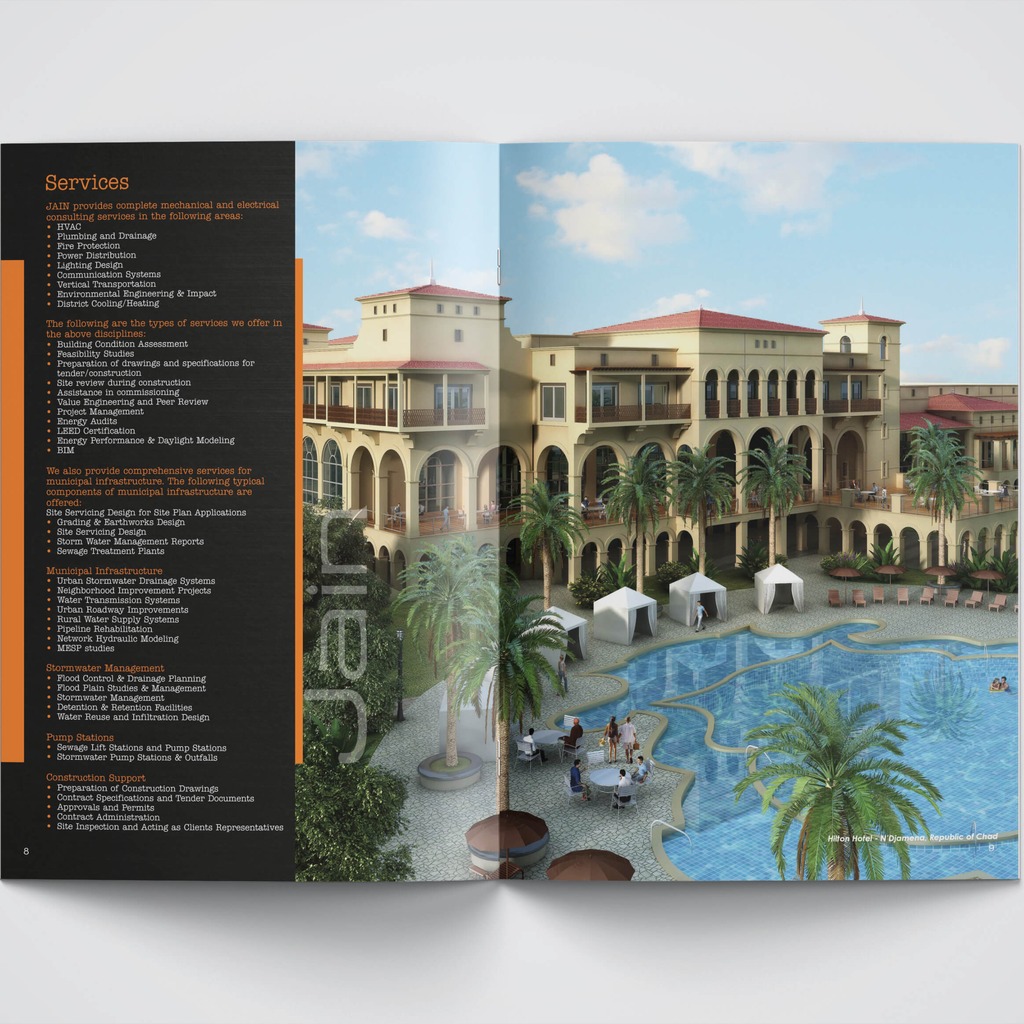 Services
JAIN provides complete mechanical and electrical
consulting services in the following areas:
• HVAC
• Plumbing and Drainage
• Fire Protection
• Power Distribution
• Lighting Design
• Communication Systems
• Vertical Transportation
• Environmental Engineering & Impact
• District Cooling/Heating
The following are the types of services we offer in
the above disciplines:
• Building Condition Assessment
• Feasibility Studies
• Preparation of drawings and specifications for
tender/construction
• Site review during construction
• Assistance in commissioning
• Value Engineering and Peer Review
• Project Management
• Energy Audits
• LEED Certification
• Energy Performance & Daylight Modeling
• BIM
We also provide comprehensive services for
municipal infrastructure. The following typical
components of municipal infrastructure are
offered:
Site Servicing Design for Site Plan Applications
• Grading & Earthworks Design
• Site Servicing Design
• Storm Water Management Reports
• Sewage Treatment Plants
Municipal Infrastructure
• Urban Stormwater Drainage Systems
• Neighborhood Improvement Projects
• Water Transmission Systems
• Urban Roadway Improvements
• Rural Water Supply Systems
• Pipeline Rehabilitation
• Network Hydraulic Modeling
• MESP studies
Stormwater Management
• Flood Control & Drainage Planning
• Flood Plain Studies & Management
• Stormwater Management
• Detention & Retention Facilities
• Water Reuse and Infiltration Design
Pump Stations
• Sewage Lift Stations and Pump Stations
• Stormwater Pump Stations & Outfalls
Construction Support
• Preparation of Construction Drawings
• Contract Specifications and Tender Documents
• Approvals and Permits
• Contract Administration
• Site Inspection and Acting as Clients Representatives
8
Jain
Hilton Hotel - N'Djamena, Republic of Chad